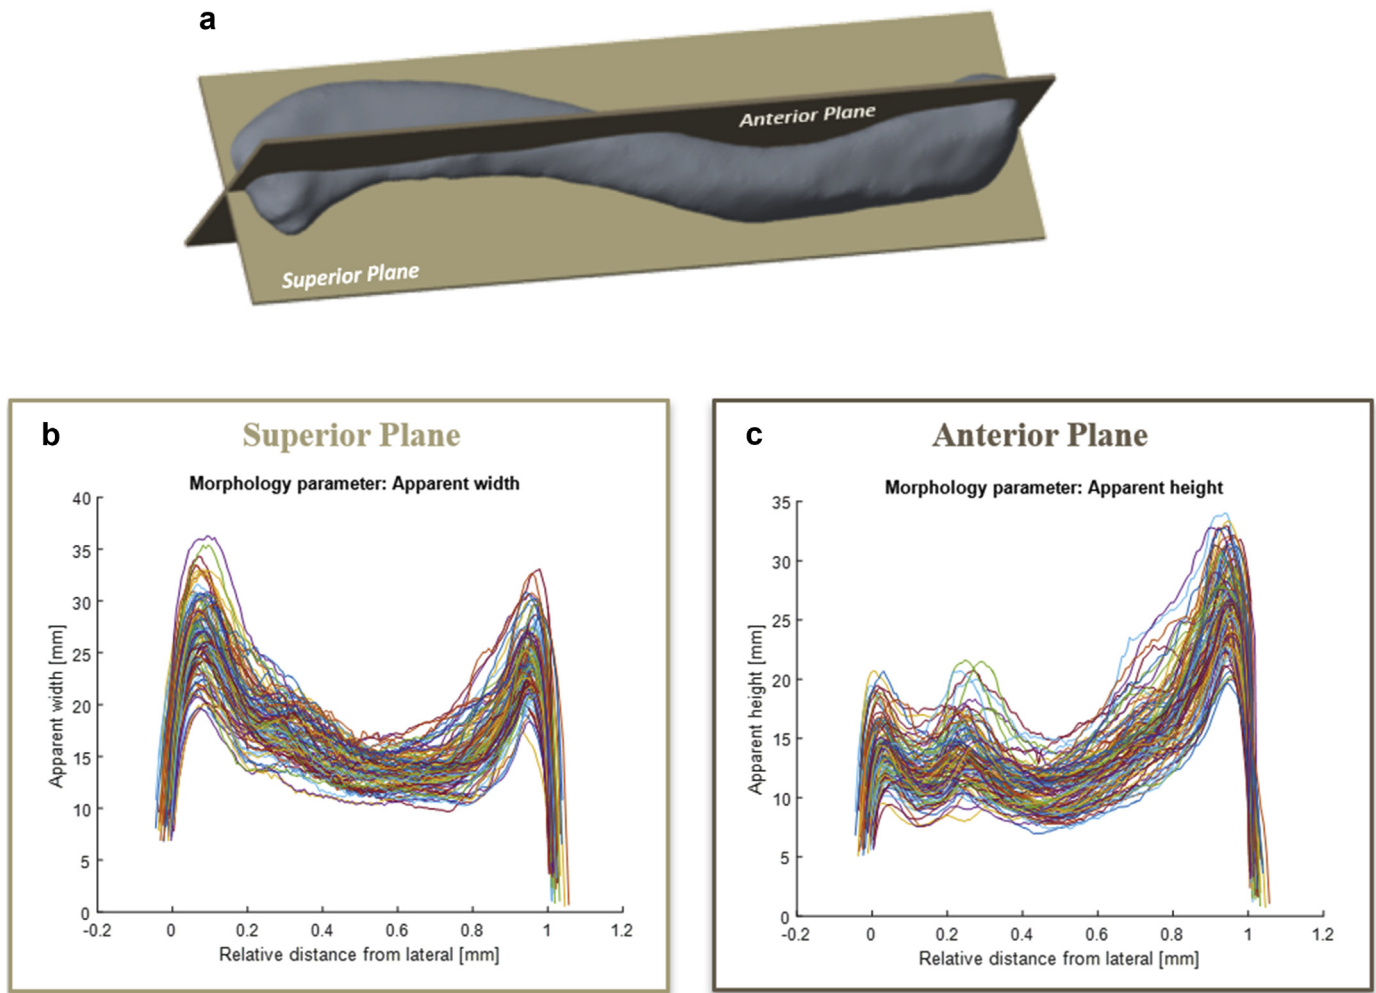 a
Anterior Plane
Superior Plane
b
Superior Plane
Morphology parameter: Apparent width
40
35
30
25
20
15
10
5
0
Apparent width [mm]
-0.2 0 0.2 0.4 0.6 0.8 1 1.2
Relative distance from lateral [mm]
c
Anterior Plane
Morphology parameter: Apparent height
35
30
25
20
15
10
5
0
Apparent height [mm]
-0.2 0 0.2 0.4 0.6 0.8 1 1.2
Relative distance from lateral [mm]